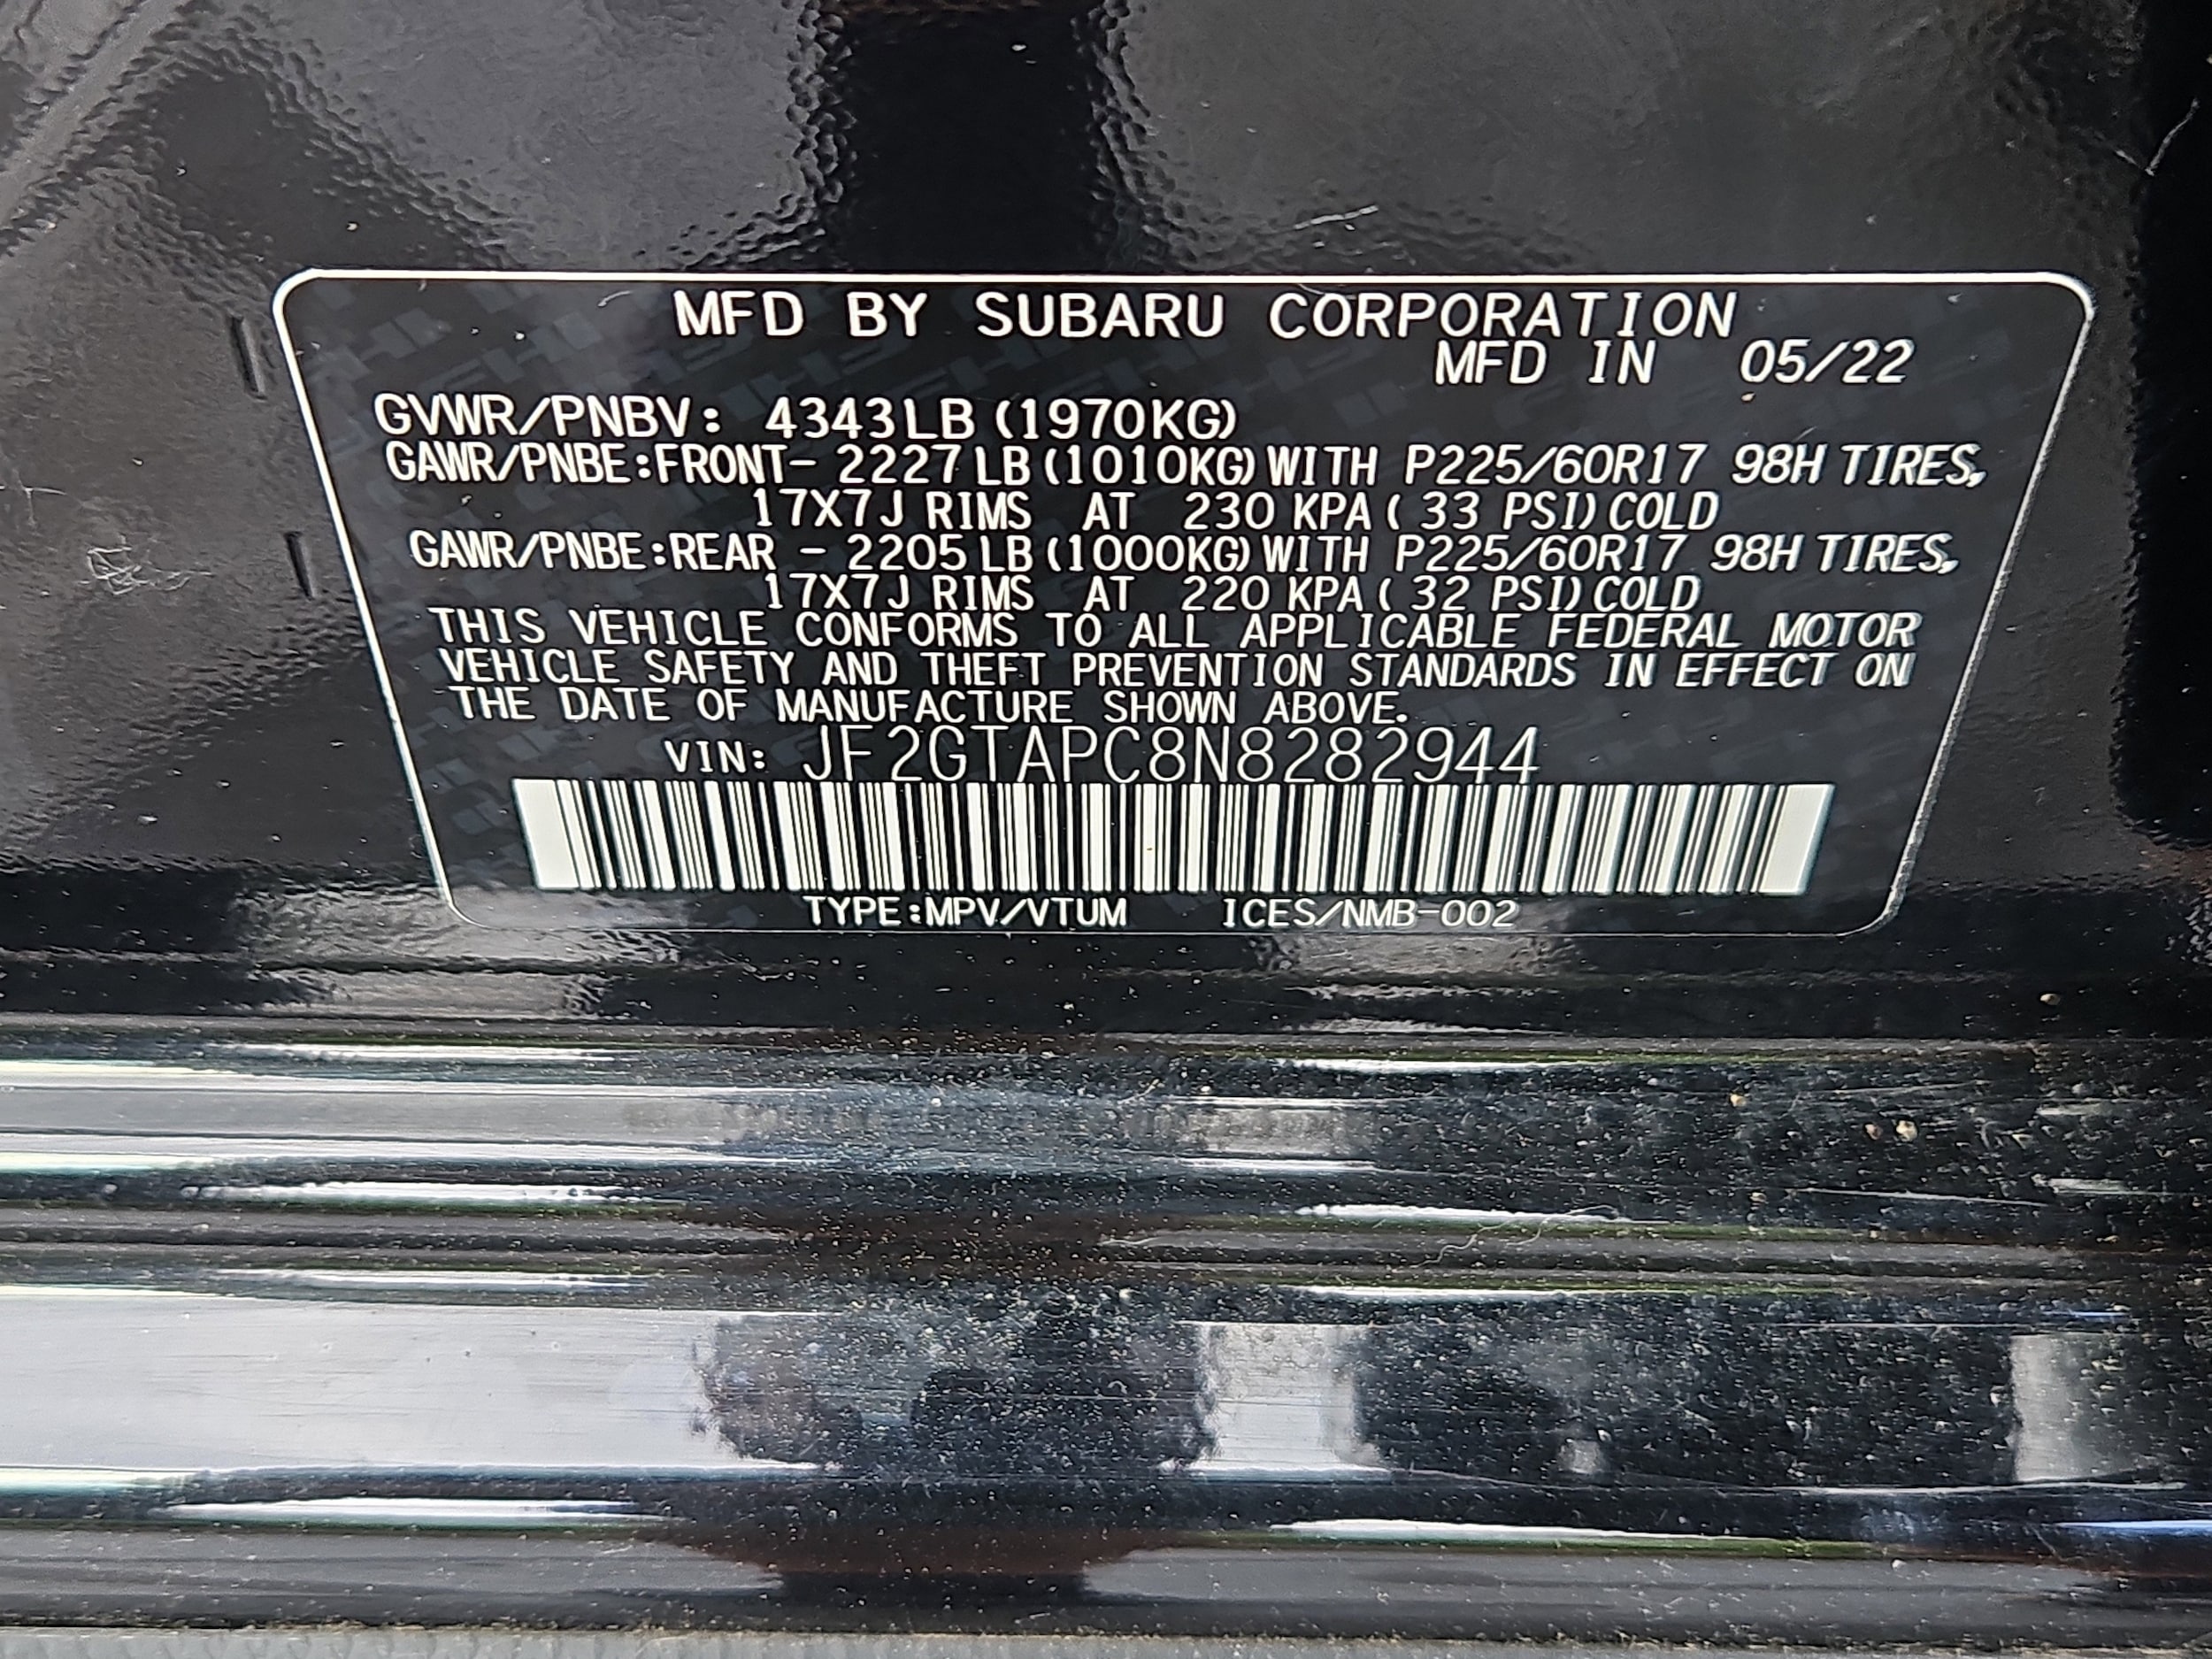 MFD BY SUBARU CORPORATION
MFD IN 05/22
GVWR/PNBV: 4343LB (1970KG)
GAWR/PNBE:FRONT- 2227 LB (1010KG) WITH P225/60R17 98H TIRES,
17X7J RIMS AT 230 KPA ( 33 PSI) COLD
GAWR/PNBE:REAR - 2205 LB (1000KG) WITH P225/60R17 98H TIRES,
17X7J RIMS AT 220 KPA ( 32 PSI) COLD
THIS VEHICLE CONFORMS TO ALL APPLICABLE FEDERAL MOTOR
VEHICLE SAFETY AND THEFT PREVENTION STANDARDS IN EFFECT ON
THE DATE OF MANUFACTURE SHOWN ABOVE.
VIN: JF2GTAPC8N8282944
TYPE:MPV/VTUM ICES/NMB-002